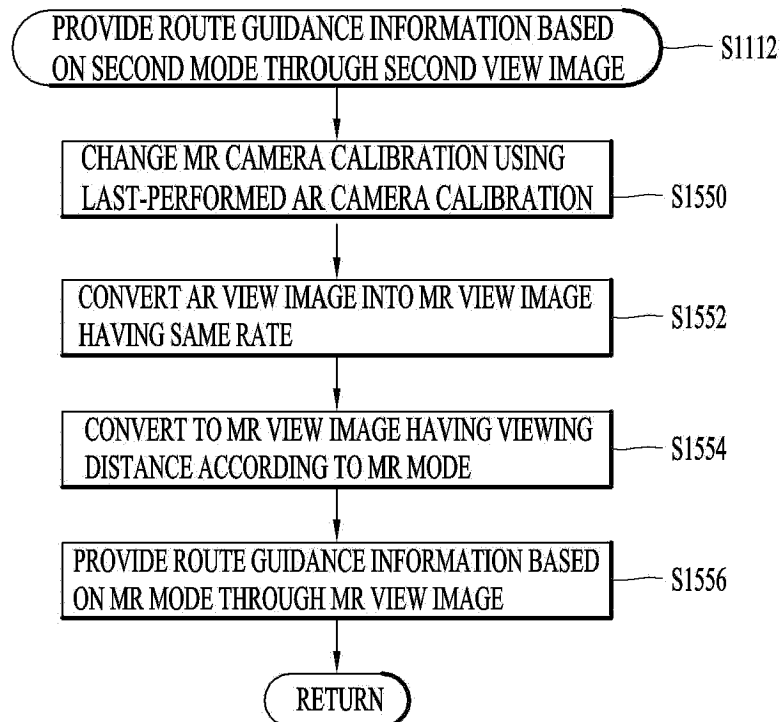 PROVIDE ROUTE GUIDANCE INFORMATION BASED
ON SECOND MODE THROUGH SECOND VIEW IMAGE
S1112
CHANGE MR CAMERA CALIBRATION USING
LAST-PERFORMED AR CAMERA CALIBRATION
S1550
CONVERT AR VIEW IMAGE INTO MR VIEW IMAGE
HAVING SAME RATE
S1552
CONVERT TO MR VIEW IMAGE HAVING VIEWING
DISTANCE ACCORDING TO MR MODE
S1554
PROVIDE ROUTE GUIDANCE INFORMATION BASED
ON MR MODE THROUGH MR VIEW IMAGE
S1556
RETURN